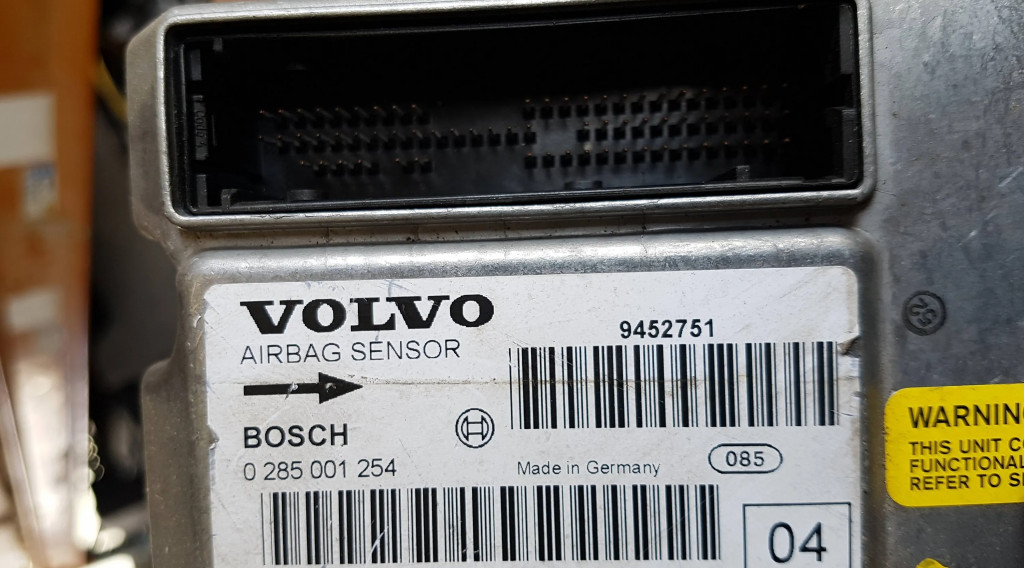 VOLVO
AIRBAG SENSOR
9452751
BOSCH
0 285 001 254
Made in Germany
085
04
WARNING
THIS UNIT
FUNCTIONAL
REFER TO